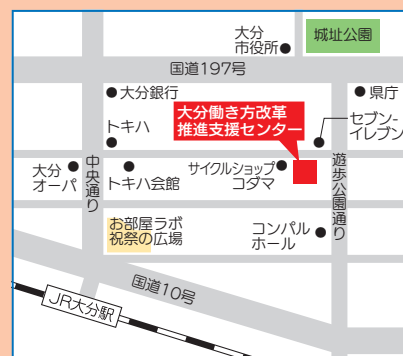 大分
市役所
城址公園
国道197号
大分銀行
県庁
大分働き方改革
推進支援センター
トキハ
セブン-
イレブン
大分
オーパ
中央通り
トキハ会館
サイクルショップ
コダマ
遊歩公園通り
お部屋ラボ
祝祭の広場
コンパル
ホール
国道10号
JR大分駅